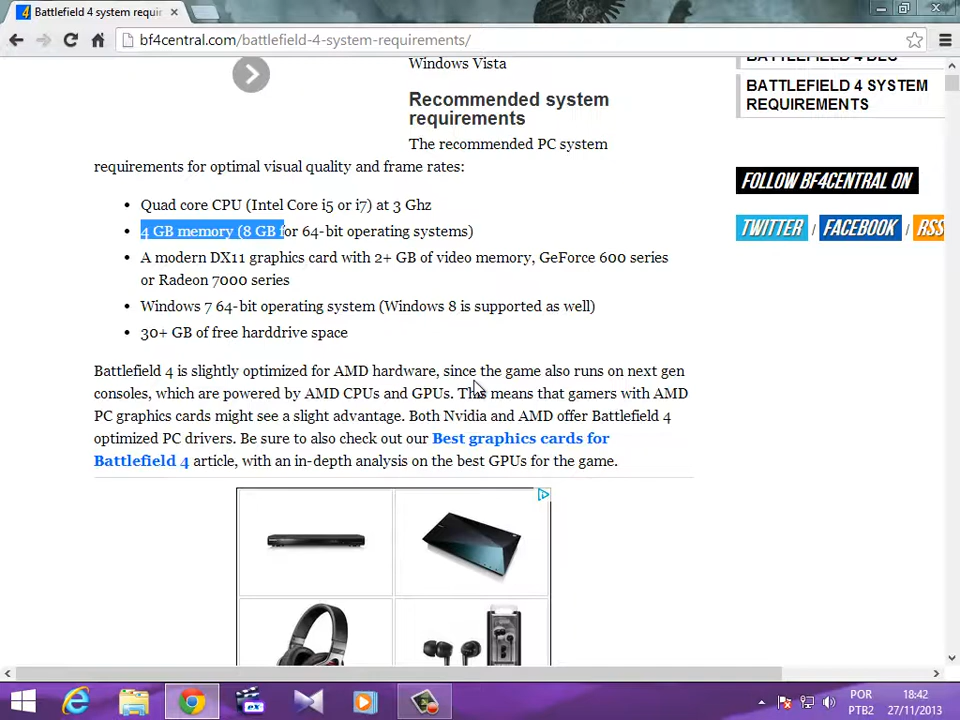 Battlefield 4 system requi
bf4central.com/battlefield-4-system-requirements/
Windows Vista
Recommended system
requirements
The recommended PC system
requirements for optimal visual quality and frame rates:
Quad core CPU (Intel Core i5 or i7) at 3 Ghz
4 GB memory (8 GB for 64-bit operating systems)
A modern DX11 graphics card with 2+ GB of video memory, GeForce 600 series
or Radeon 7000 series
Windows 7 64-bit operating system (Windows 8 is supported as well)
30+ GB of free harddrive space
Battlefield 4 is slightly optimized for AMD hardware, since the game also runs on next gen
consoles, which are powered by AMD CPUs and GPUs. This means that gamers with AMD
PC graphics cards might see a slight advantage. Both Nvidia and AMD offer Battlefield 4
optimized PC drivers. Be sure to also check out our Best graphics cards for
Battlefield 4 article, with an in-depth analysis on the best GPUs for the game.
BATTLEFIELD 4 DLC
BATTLEFIELD 4 SYSTEM
REQUIREMENTS
FOLLOW BF4CENTRAL ON
TWITTER / FACEBOOK / RSS
POR
PTB2
18:42
27/11/2013